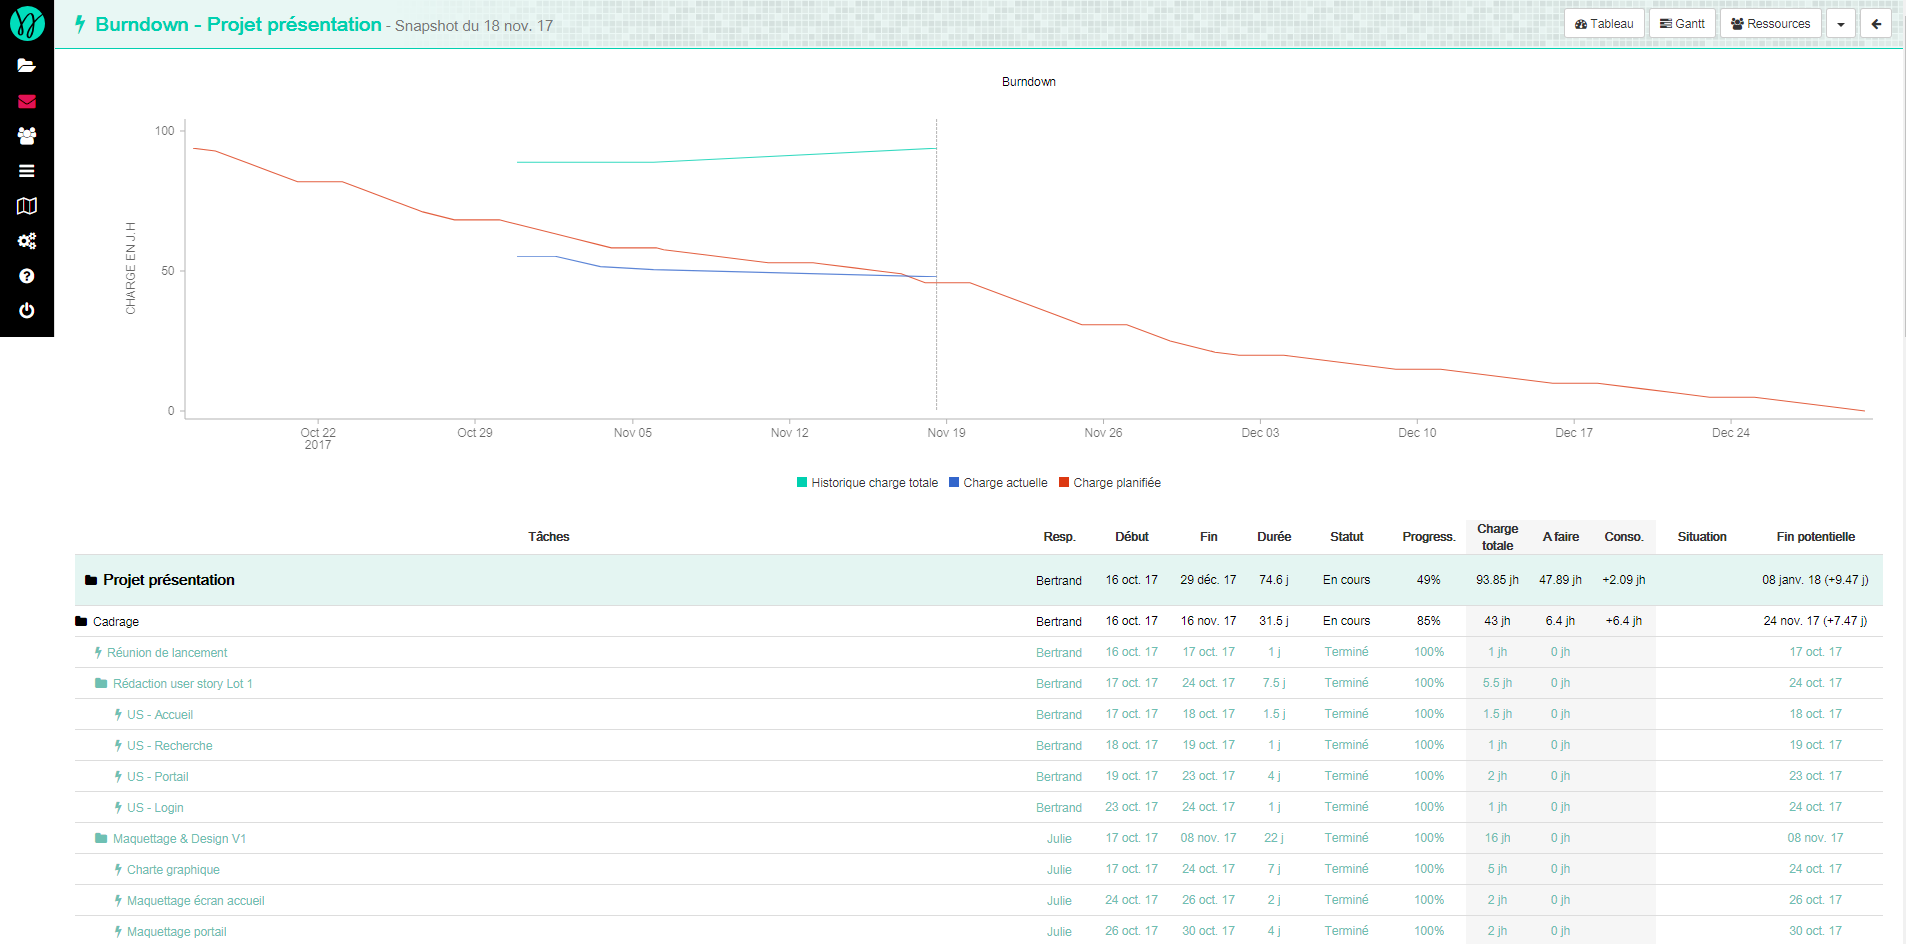 Burndown - Projet présentation - Snapshot du 18 nov. 17
Tableau
Gantt
Ressources
Burndown
100
50
0
CHARGE EN J.H
Oct 22 Oct 29 Nov 05 Nov 12 Nov 19 Nov 26 Dec 03 Dec 10 Dec 17 Dec 24
2017
Historique charge totale Charge actuelle Charge planifiée
Tâches Resp. Début Fin Durée Statut Progress. Charge totale A faire Conso. Situation Fin potentielle
Projet présentation Bertrand 16 oct. 17 29 déc. 17 74.6 j En cours 49% 93.85 jh 47.89 jh +2.09 jh 08 janv. 18 (+9.47 j)
Cadrage Bertrand 16 oct. 17 16 nov. 17 31.5 j En cours 85% 43 jh 6.4 jh +6.4 jh 24 nov. 17 (+7.47 j)
Réunion de lancement Bertrand 16 oct. 17 17 oct. 17 1 j Terminé 100% 1 jh 0 jh 17 oct. 17
Rédaction user story Lot 1 Bertrand 17 oct. 17 24 oct. 17 7.5 j Terminé 100% 5.5 jh 0 jh 24 oct. 17
US - Accueil Bertrand 17 oct. 17 18 oct. 17 1.5 j Terminé 100% 1.5 jh 0 jh 18 oct. 17
US - Recherche Bertrand 18 oct. 17 19 oct. 17 1 j Terminé 100% 1 jh 0 jh 19 oct. 17
US - Portail Bertrand 19 oct. 17 23 oct. 17 4 j Terminé 100% 2 jh 0 jh 23 oct. 17
US - Login Bertrand 23 oct. 17 24 oct. 17 1 j Terminé 100% 1 jh 0 jh 24 oct. 17
Maquettage & Design V1 Julie 17 oct. 17 08 nov. 17 22 j Terminé 100% 16 jh 0 jh 08 nov. 17
Charte graphique Julie 17 oct. 17 24 oct. 17 7 j Terminé 100% 5 jh 0 jh 24 oct. 17
Maquettage écran accueil Julie 24 oct. 17 26 oct. 17 2 j Terminé 100% 2 jh 0 jh 26 oct. 17
Maquettage portail Julie 26 oct. 17 30 oct. 17 4 j Terminé 100% 2 jh 0 jh 30 oct. 17